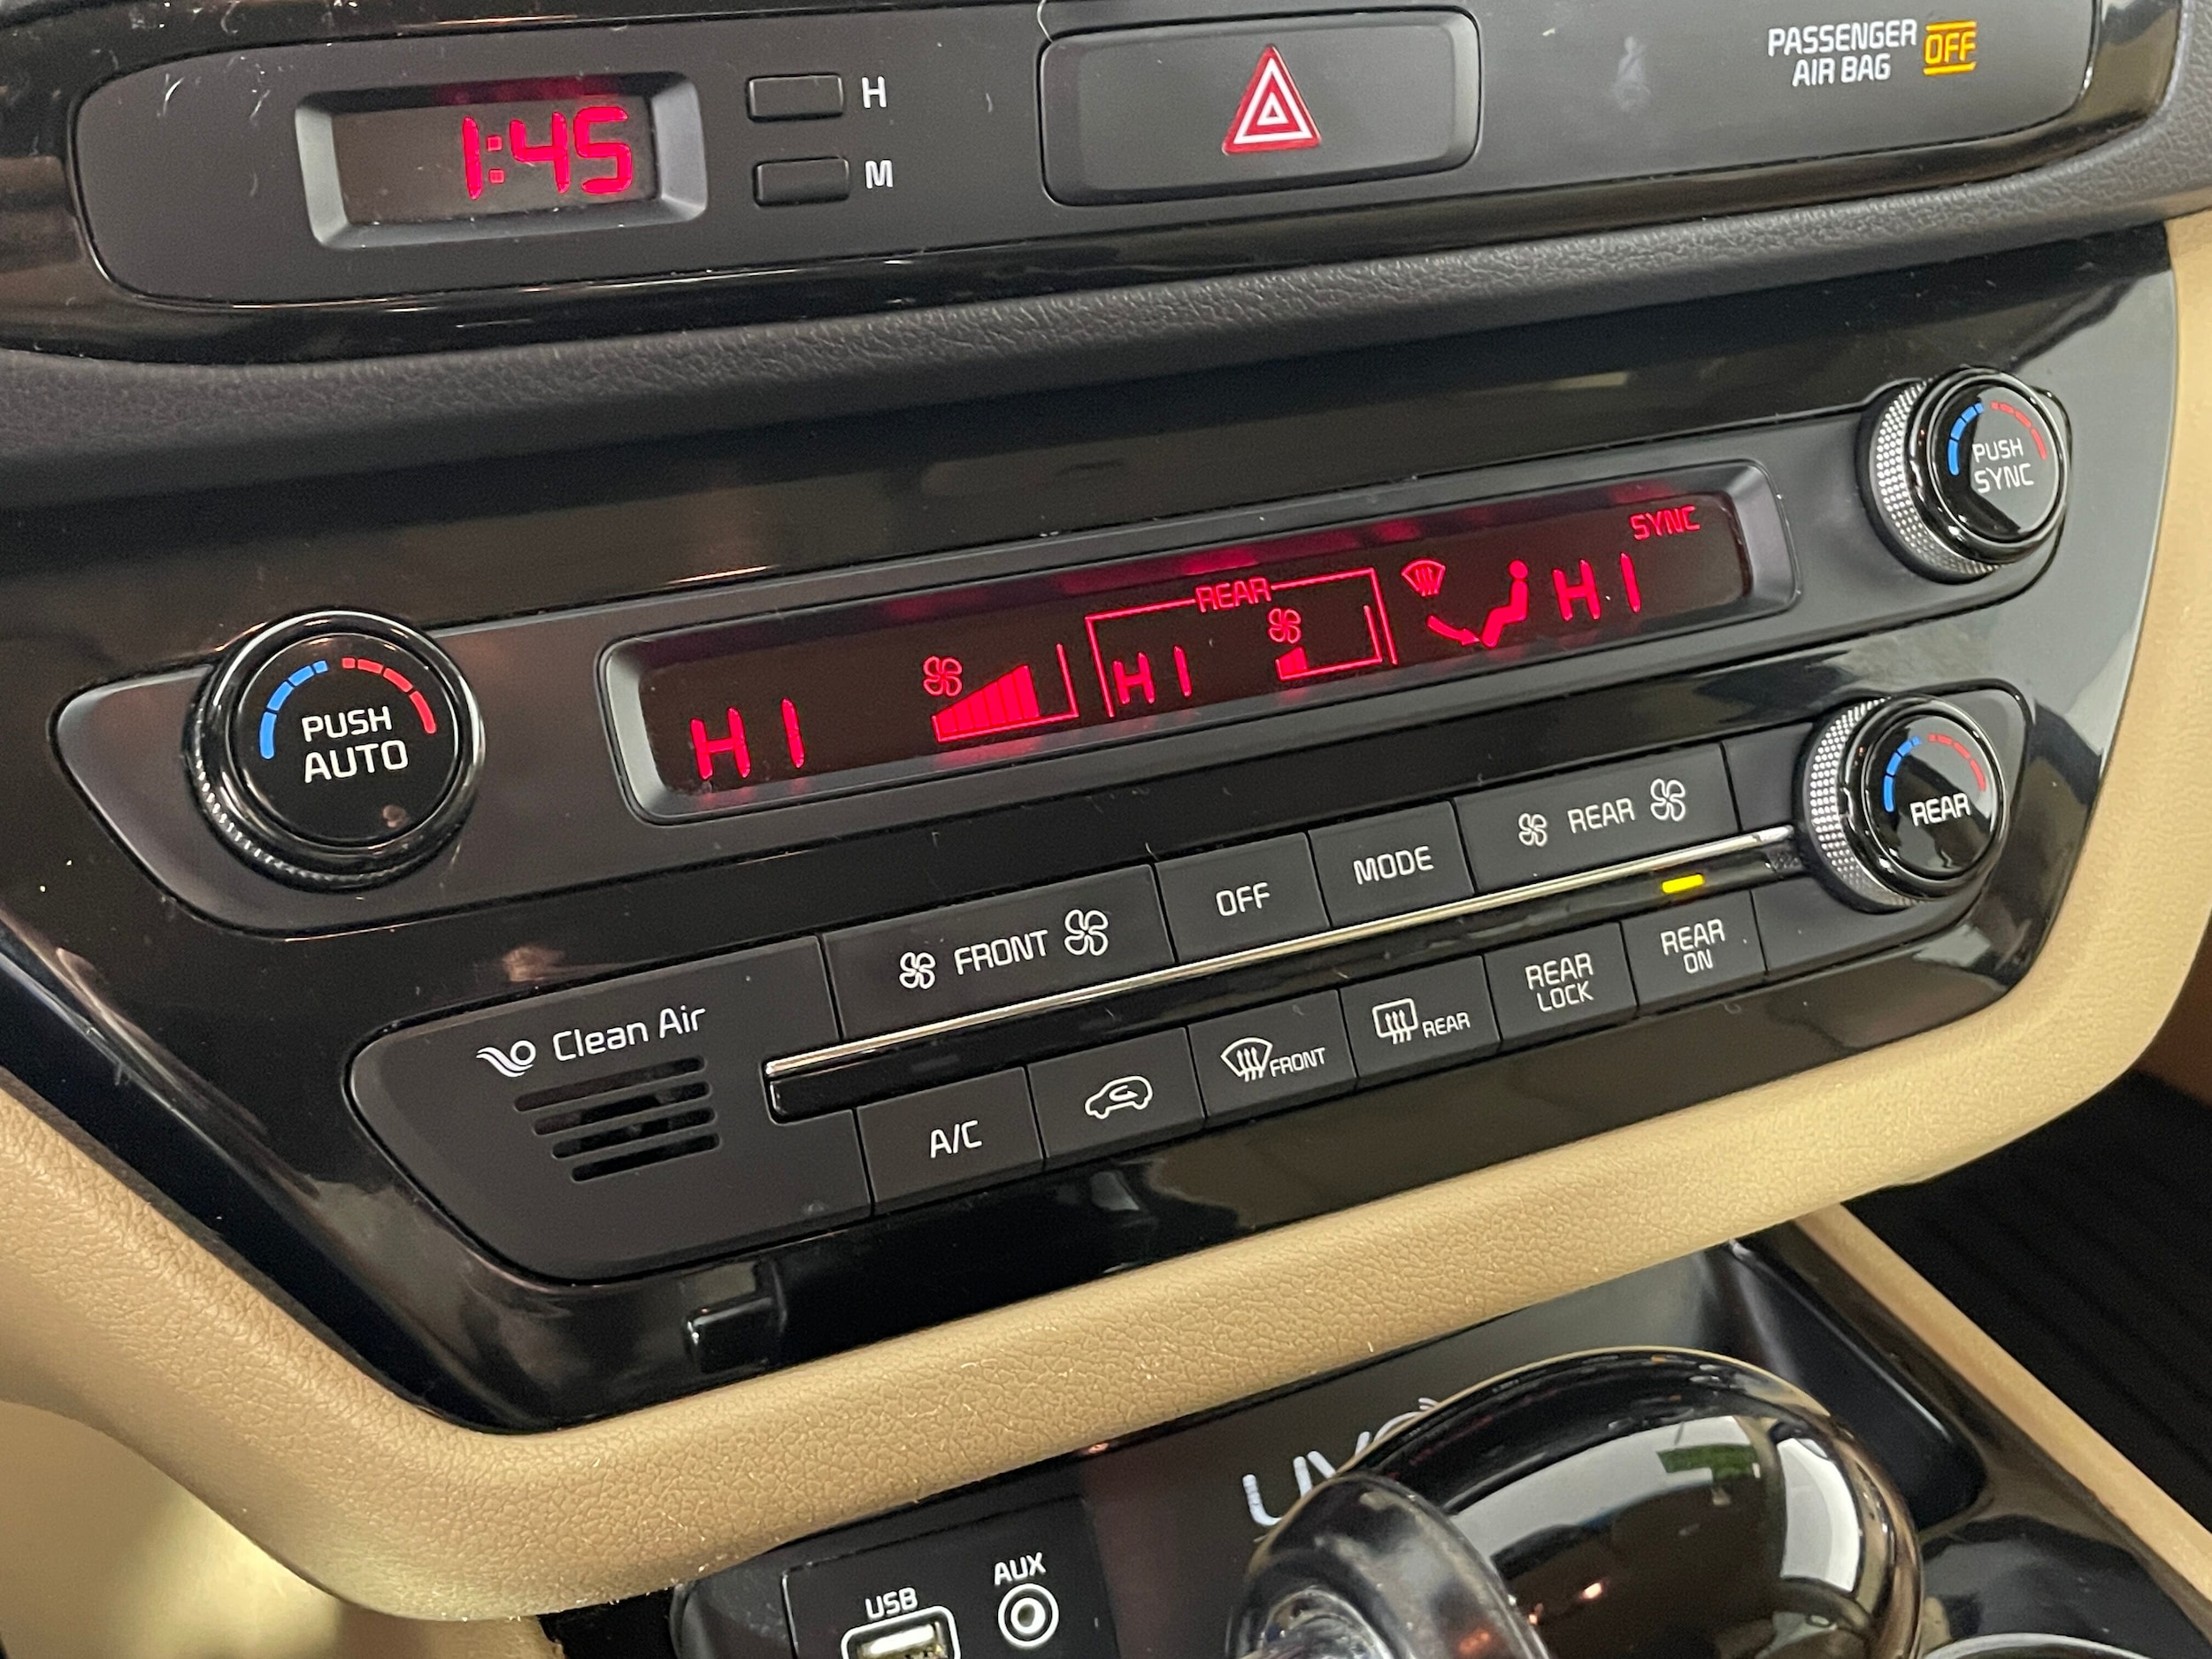 1:45
H
M
PASSENGER
AIR BAG OFF
PUSH
SYNC
SYNC
REAR
HI HI HI
PUSH
AUTO
REAR
FRONT OFF MODE REAR
Clean Air
A/C FRONT REAR
REAR
LOCK
REAR
ON
USB AUX